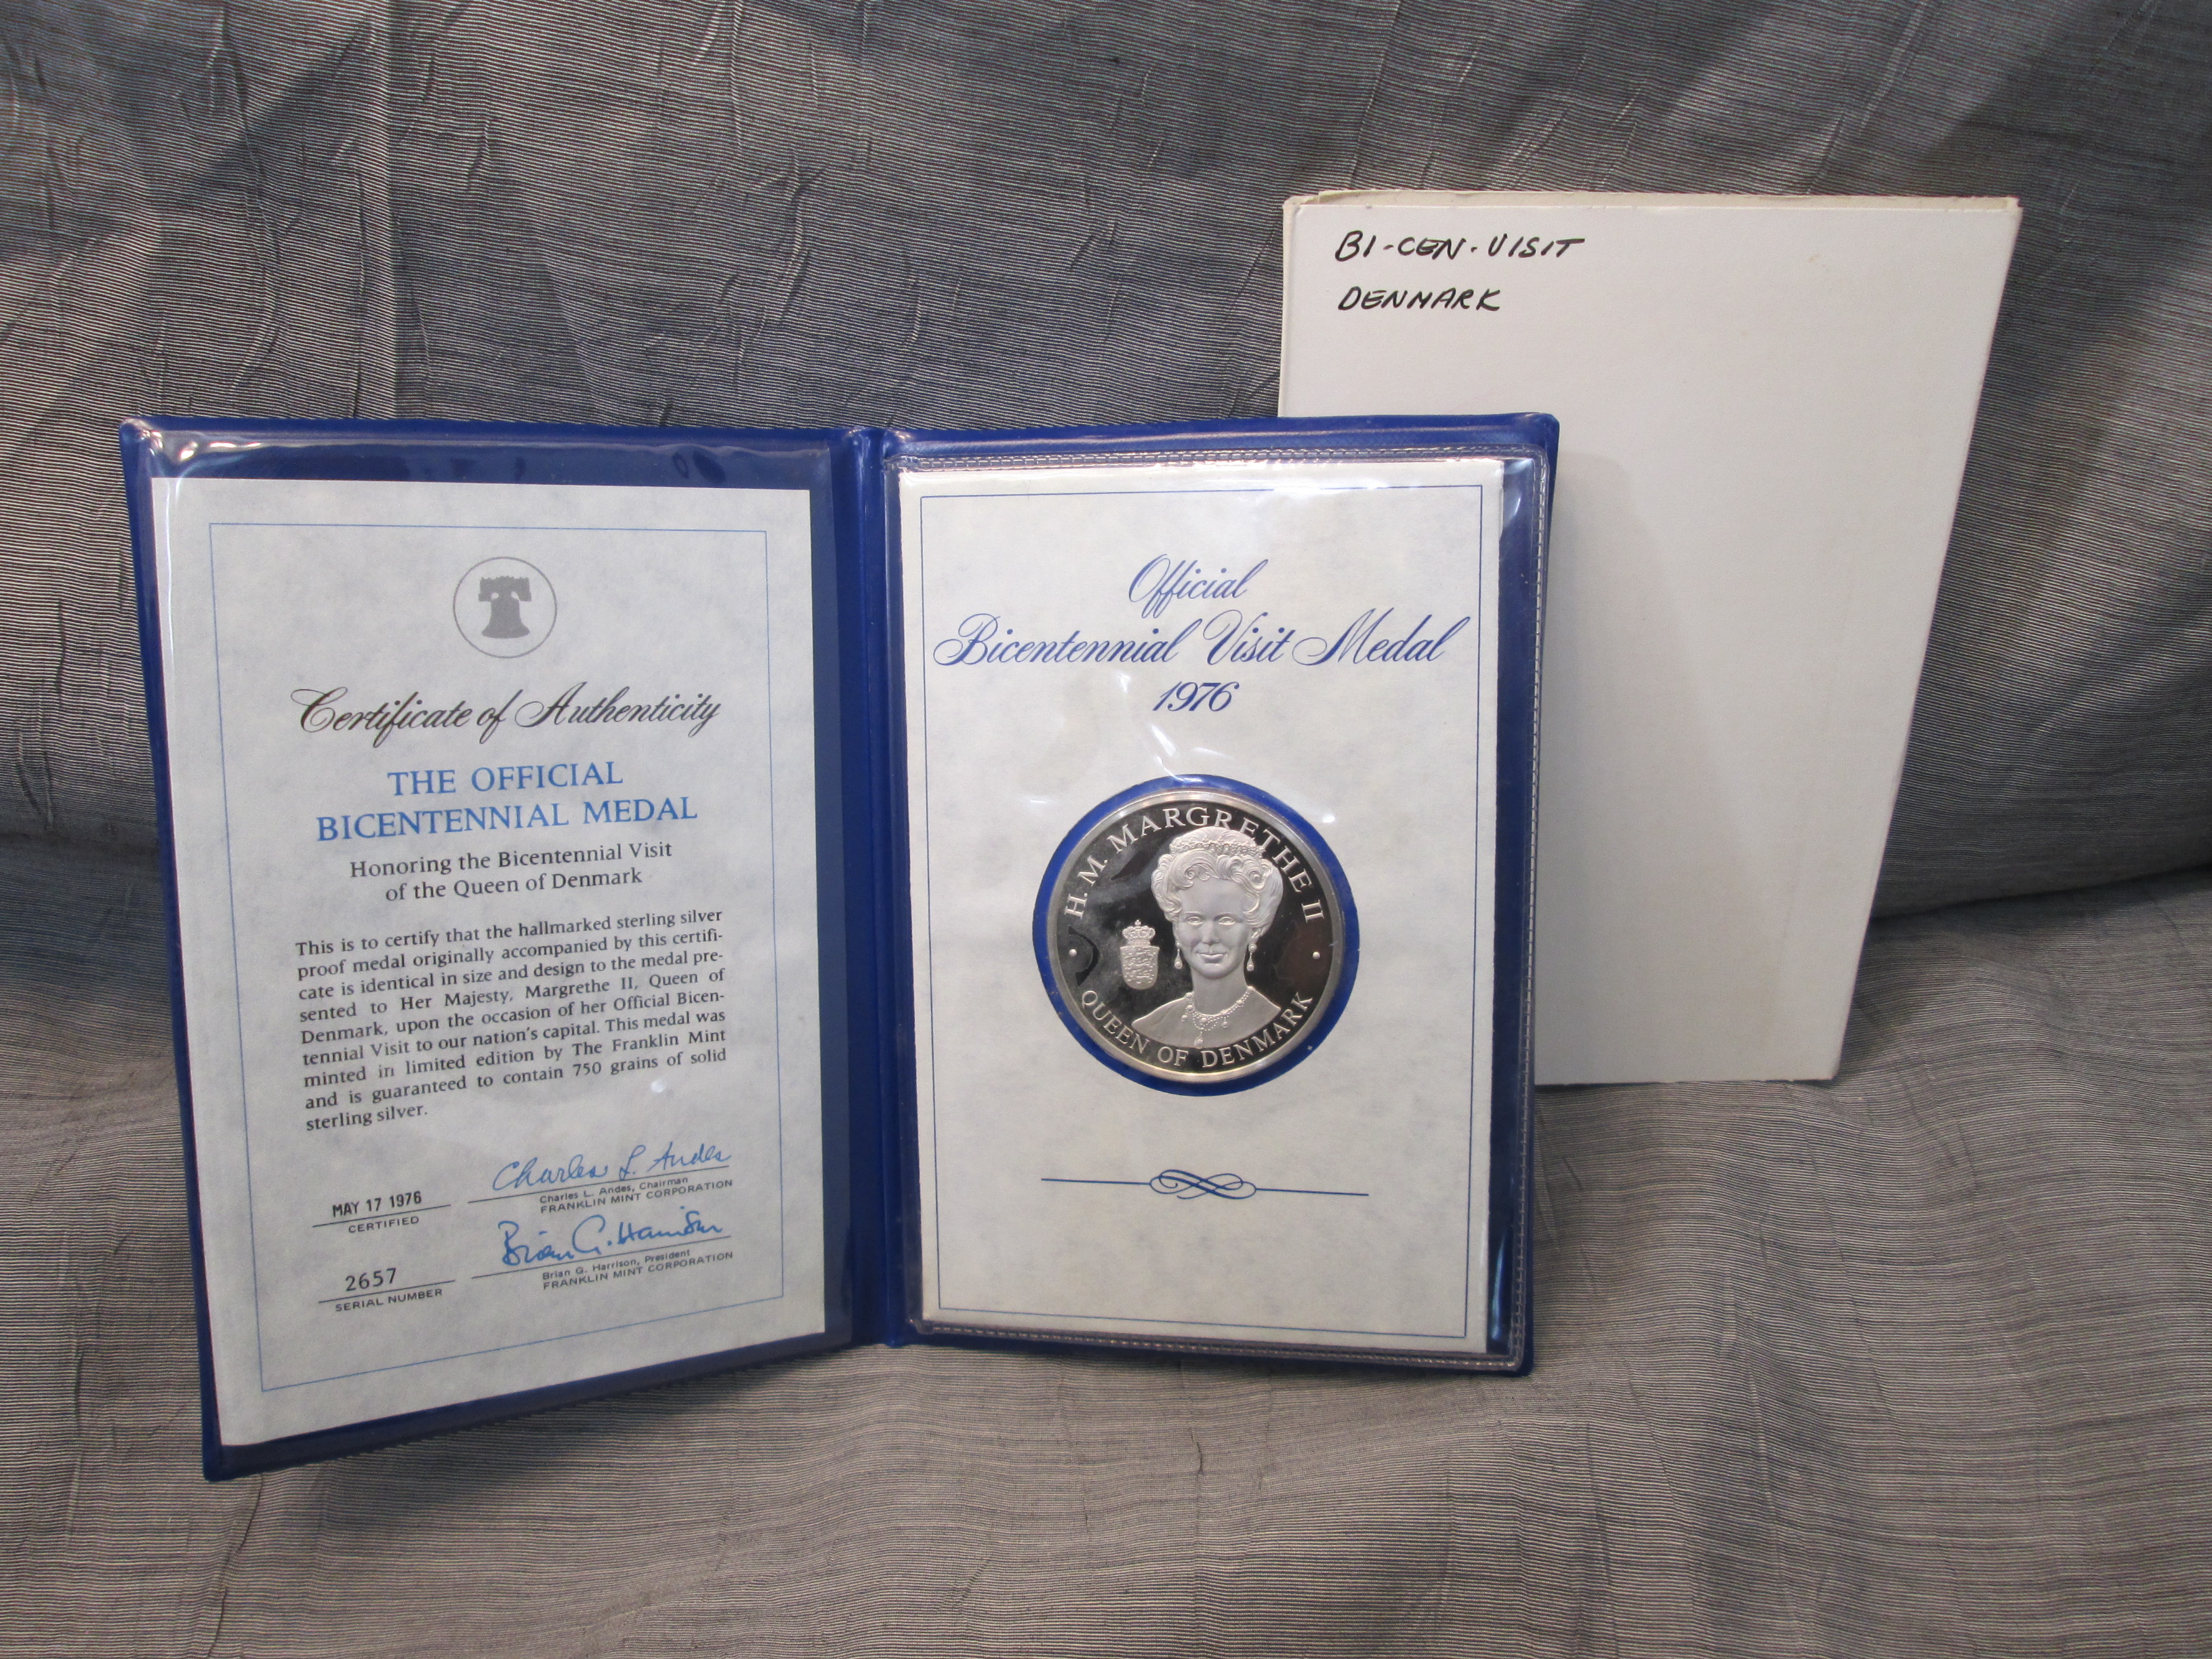 BI-CEN-VISIT
DENMARK
Certificate of Authenticity
THE OFFICIAL
BICENTENNIAL MEDAL
Honoring the Bicentennial Visit
of the Queen of Denmark
This is to certify that the hallmarked sterling silver
proof medal originally accompanied by this certifi-
cate is identical in size and design to the medal pre-
sented to Her Majesty, Margrethe II, Queen of
Denmark, upon the occasion of her Official Bicen-
tennial Visit to our nation's capital. This medal was
minted in limited edition by The Franklin Mint
and is guaranteed to contain 750 grains of solid
sterling silver.
MAY 17 1976
CERTIFIED
Charles L. Andes
Charles L. Andes, Chairman
FRANKLIN MINT CORPORATION
2657
SERIAL NUMBER
Brian G. Harrison
Brian G. Harrison, President
FRANKLIN MINT CORPORATION
Official
Bicentennial Visit Medal
1976
H. M. MARGRETHE II
QUEEN OF DENMARK